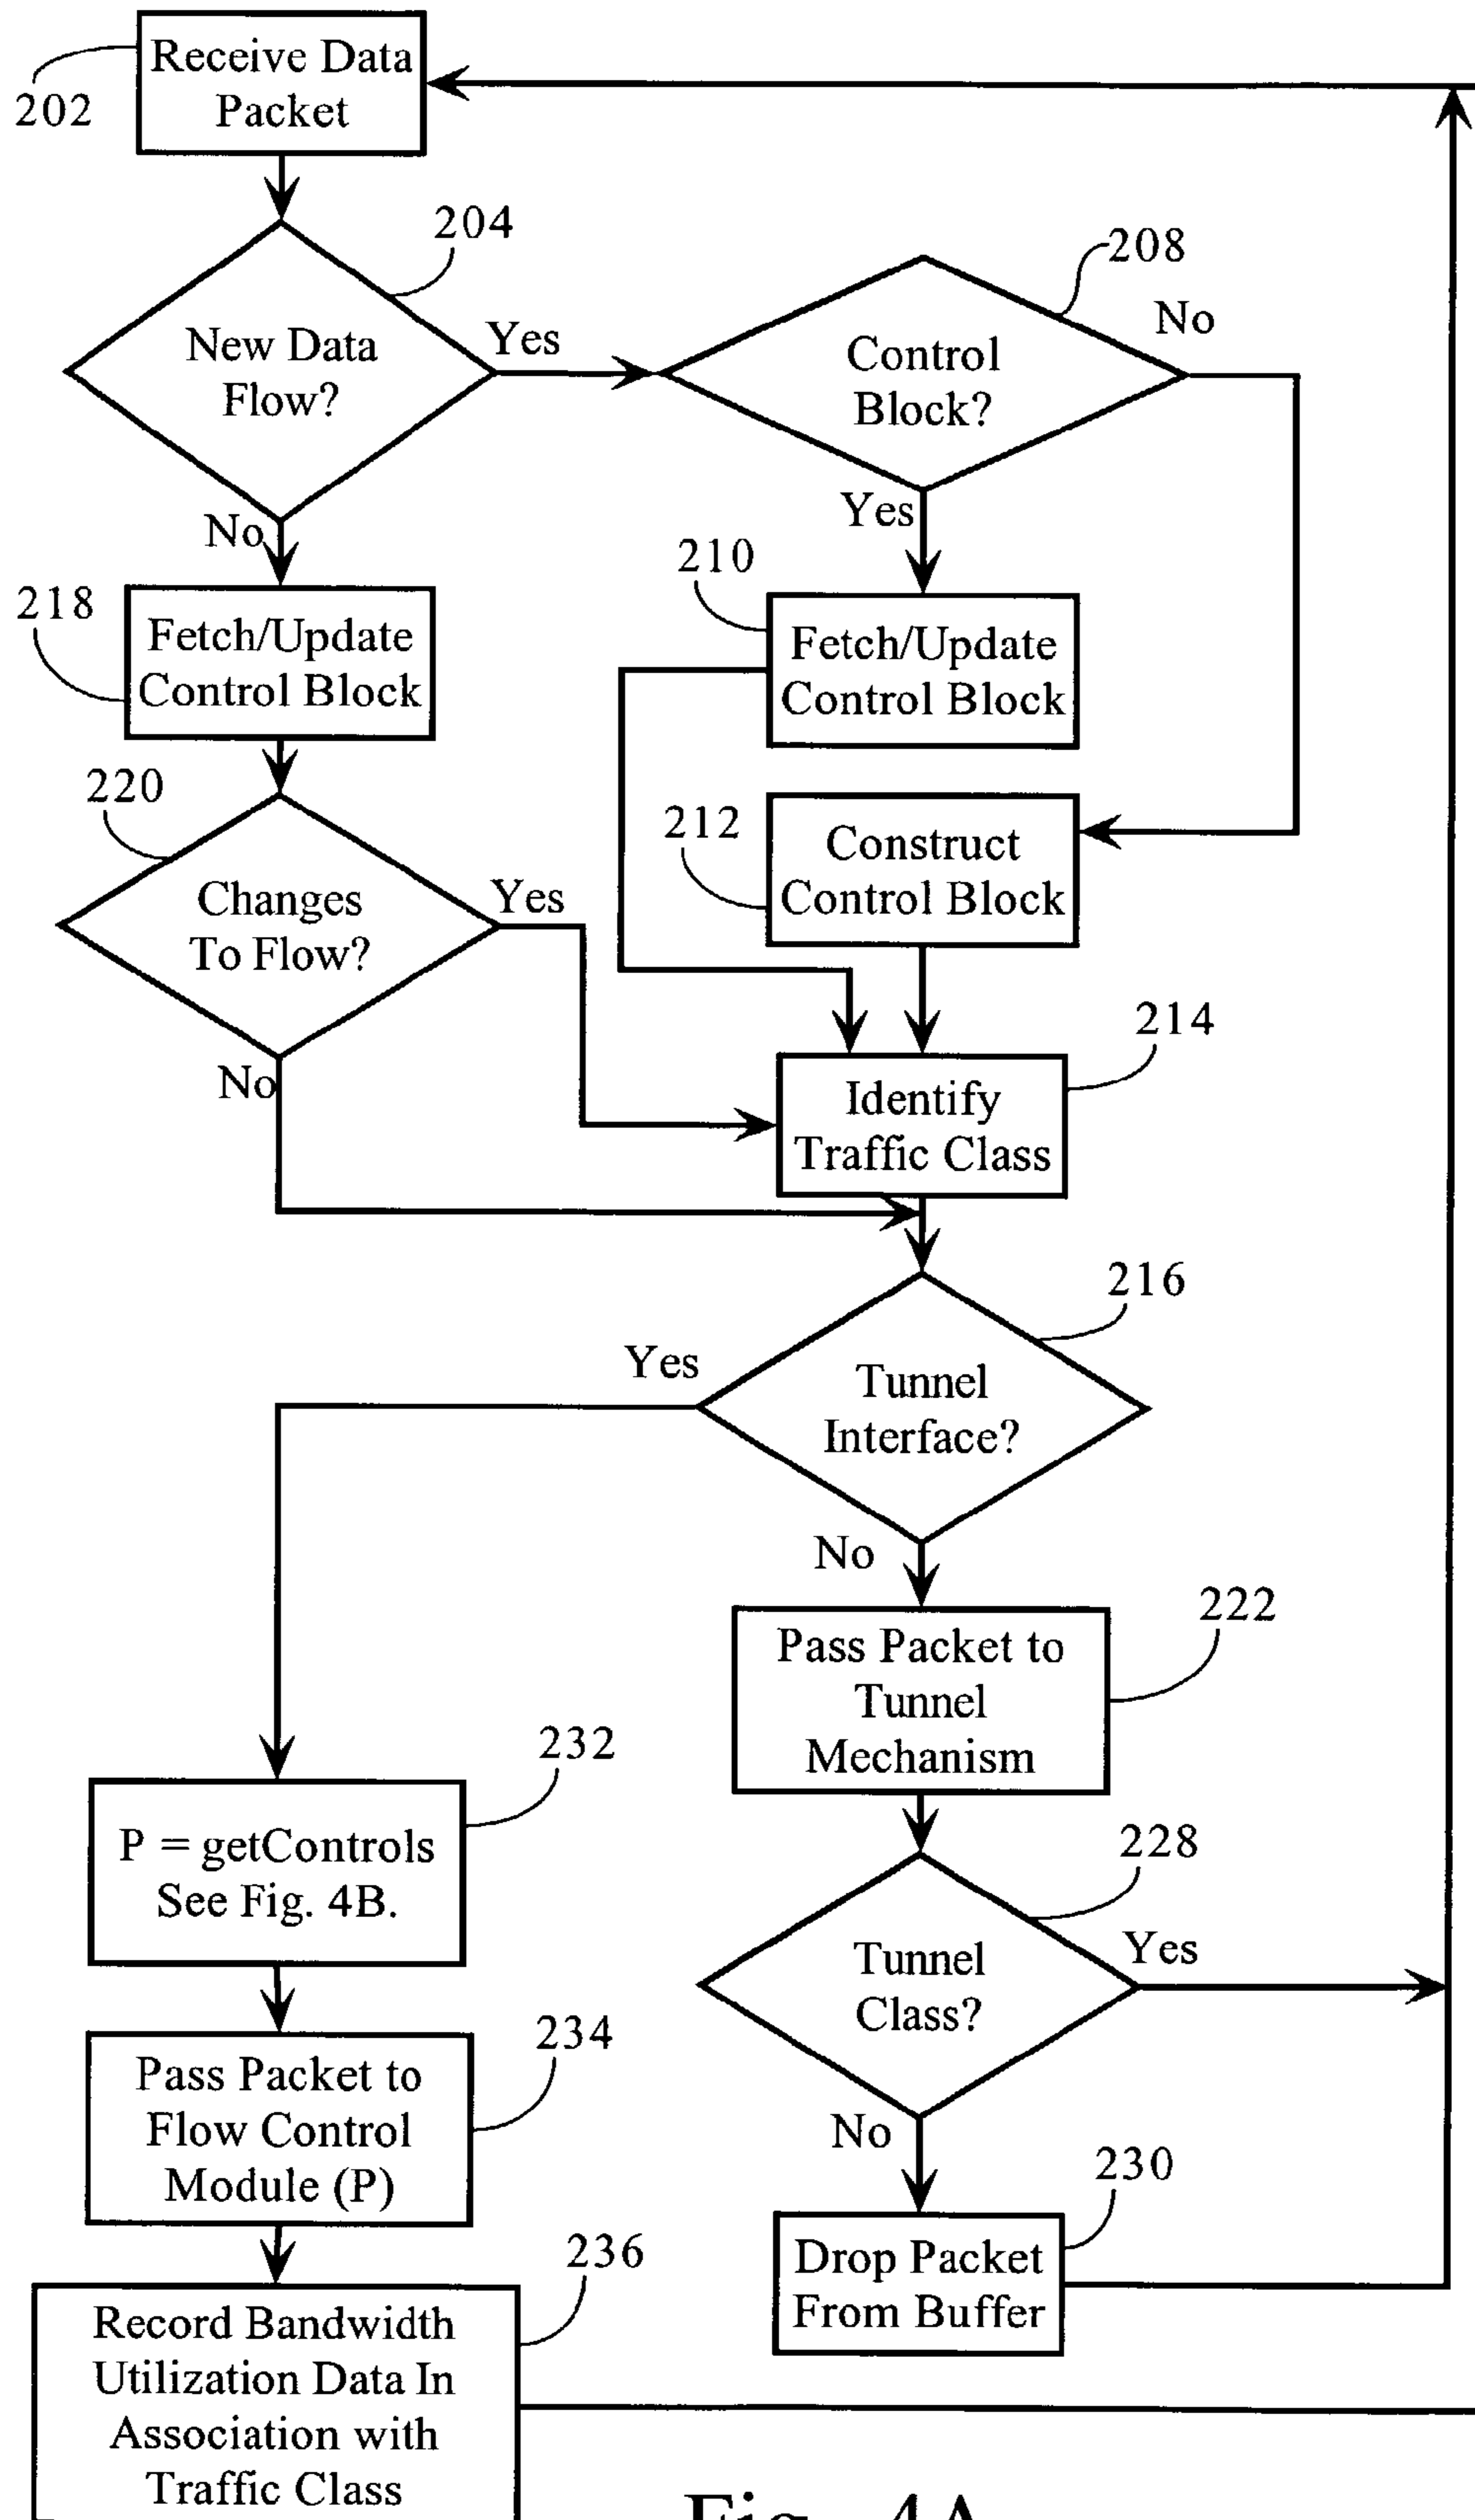 Receive Data
Packet
202
204
New Data
Flow?
Yes
No
208
Control
Block?
No
Yes
218
Fetch/Update
Control Block
210
Fetch/Update
Control Block
212
Construct
Control Block
220
Changes
To Flow?
Yes
No
214
Identify
Traffic Class
216
Tunnel
Interface?
Yes
No
222
Pass Packet to
Tunnel
Mechanism
232
P = getControls
See Fig. 4B.
228
Tunnel
Class?
Yes
No
234
Pass Packet to
Flow Control
Module (P)
230
Drop Packet
From Buffer
236
Record Bandwidth
Utilization Data In
Association with
Traffic Class
Fig. 4A